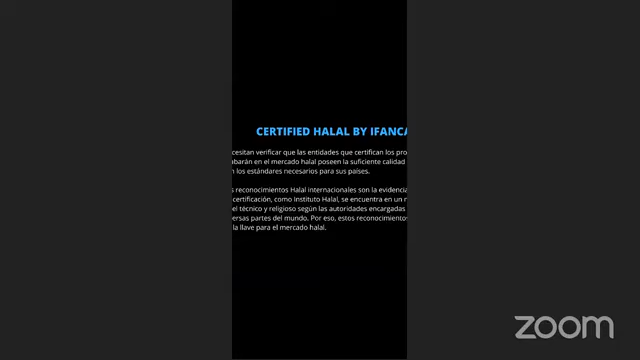 CERTIFIED HALAL BY IFANCA
cesitan verificar que las entidades que certifican los pro
abarán en el mercado halal poseen la suficiente calidad
n los estándares necesarios para sus países.
s reconocimientos Halal internacionales son la evidencia
certificación, como Instituto Halal, se encuentra en un n
el técnico y religioso según las autoridades encargadas
ersas partes del mundo. Por eso, estos reconocimientos
la llave para el mercado halal.
zoom